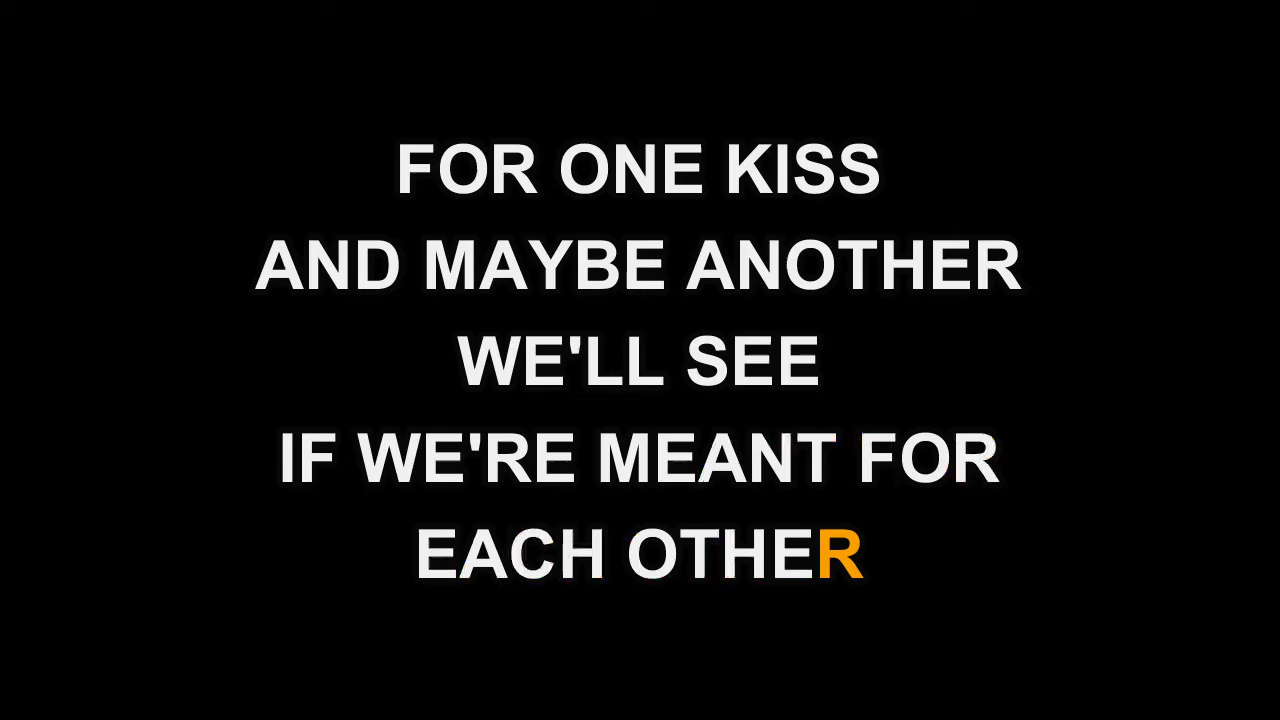 FOR ONE KISS
AND MAYBE ANOTHER
WE'LL SEE
IF WE'RE MEANT FOR
EACH OTHER